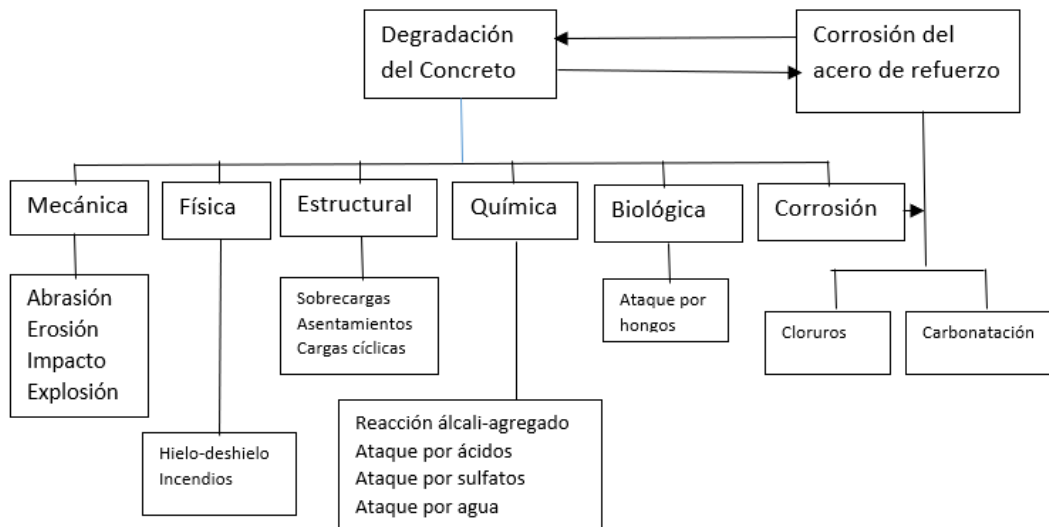 Degradación
del Concreto
Corrosión del
acero de refuerzo
Mecánica
Física
Estructural
Química
Biológica
Corrosión
Abrasión
Erosión
Impacto
Explosión
Hielo-deshielo
Incendios
Sobrecargas
Asentamientos
Cargas cíclicas
Reacción álcali-agregado
Ataque por ácidos
Ataque por sulfatos
Ataque por agua
Ataque por
hongos
Cloruros
Carbonatación